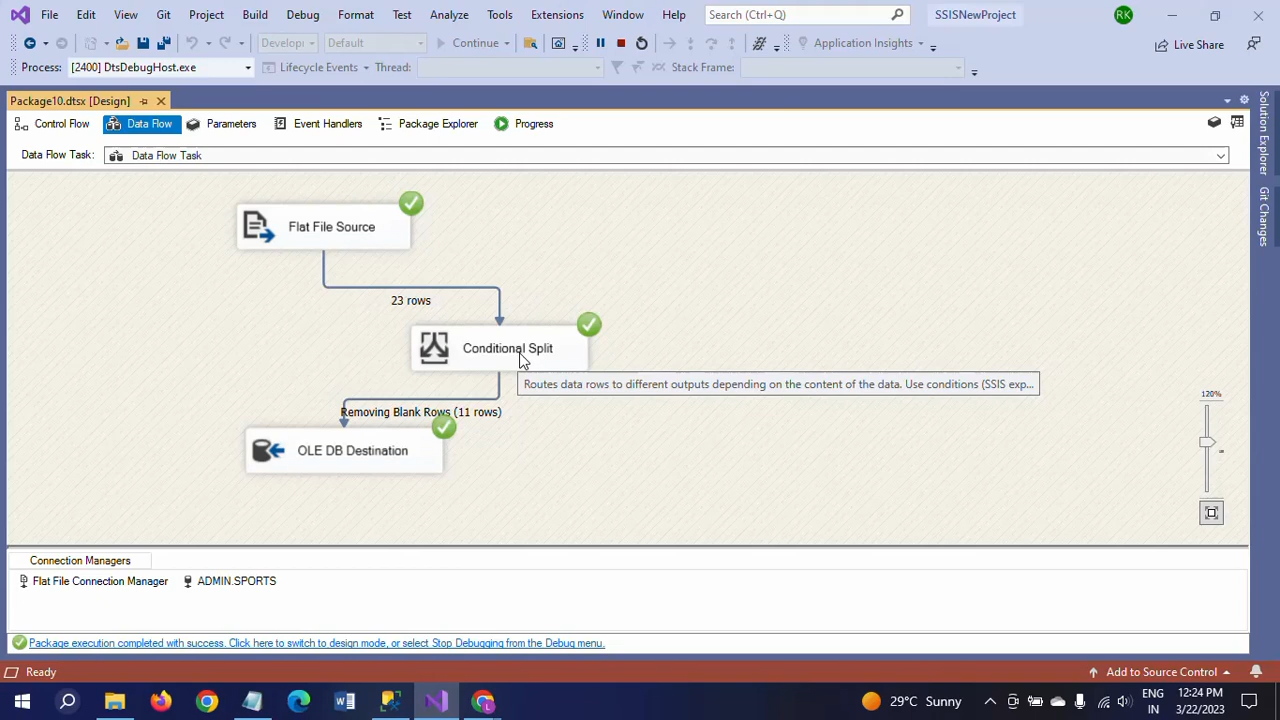 File Edit View Git Project Build Debug Format Test Analyze Tools Extensions Window Help Search (Ctrl+Q) SSISNewProject RK
Developi Default Continue Application Insights Live Share
Process: [2400] DtsDebugHost.exe Lifecycle Events Thread: Stack Frame:
Package10.dtsx [Design]
Control Flow Data Flow Parameters Event Handlers Package Explorer Progress
Data Flow Task: Data Flow Task
Solution Explorer
Git Changes
Flat File Source
23 rows
Conditional Split
Routes data rows to different outputs depending on the content of the data. Use conditions (SSIS exp...
Removing Blank Rows (11 rows)
OLE DB Destination
120%
Connection Managers
Flat File Connection Manager ADMIN.SPORTS
Package execution completed with success. Click here to switch to design mode, or select Stop Debugging from the Debug menu.
Ready Add to Source Control
29°C Sunny ENG 12:24 PM
IN 3/22/2023